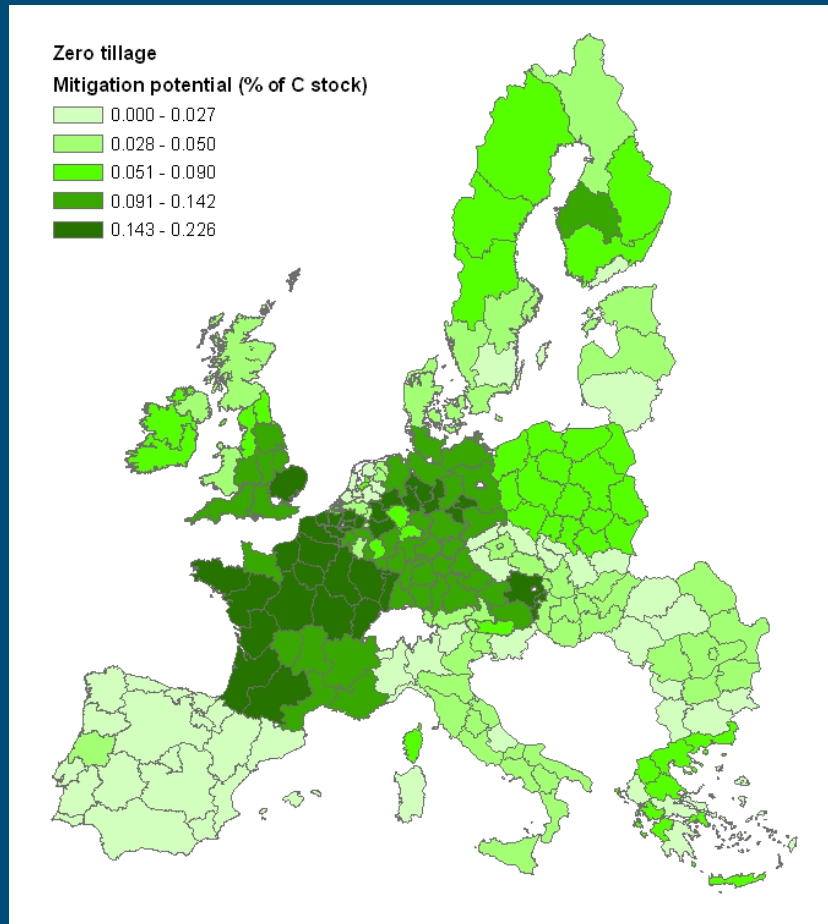 Zero tillage
Mitigation potential (% of C stock)
0.000 - 0.027
0.028 - 0.050
0.051 - 0.090
0.091 - 0.142
0.143 - 0.226